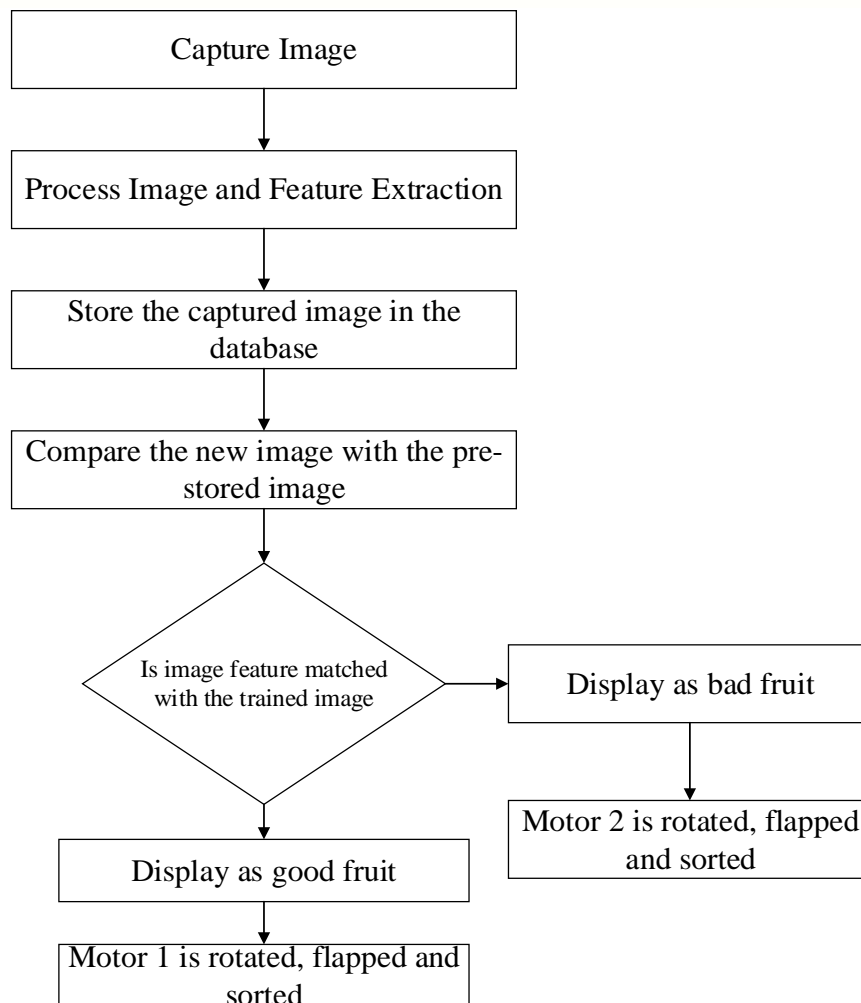 Capture Image
Process Image and Feature Extraction
Store the captured image in the
database
Compare the new image with the pre-
stored image
Is image feature matched
with the trained image
Display as bad fruit
Motor 2 is rotated, flapped
and sorted
Display as good fruit
Motor 1 is rotated, flapped and
sorted